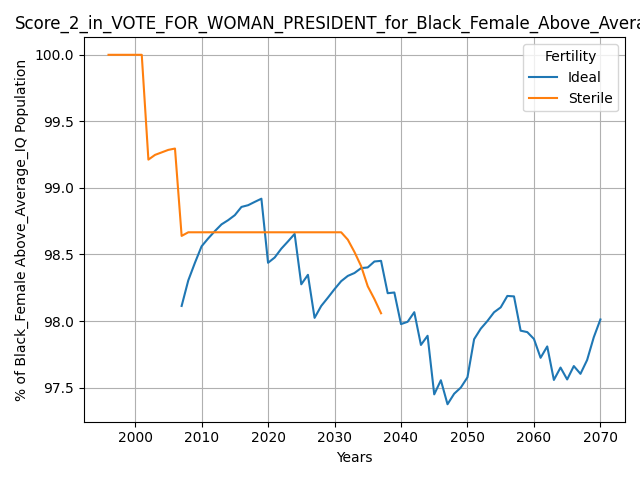 Score_2_in_VOTE_FOR_WOMAN_PRESIDENT_for_Black_Female_Above_Avera
% of Black_Female Above_Average_IQ Population
100.0
99.5
99.0
98.5
98.0
97.5
Fertility
Ideal
Sterile
2000 2010 2020 2030 2040 2050 2060 2070
Years